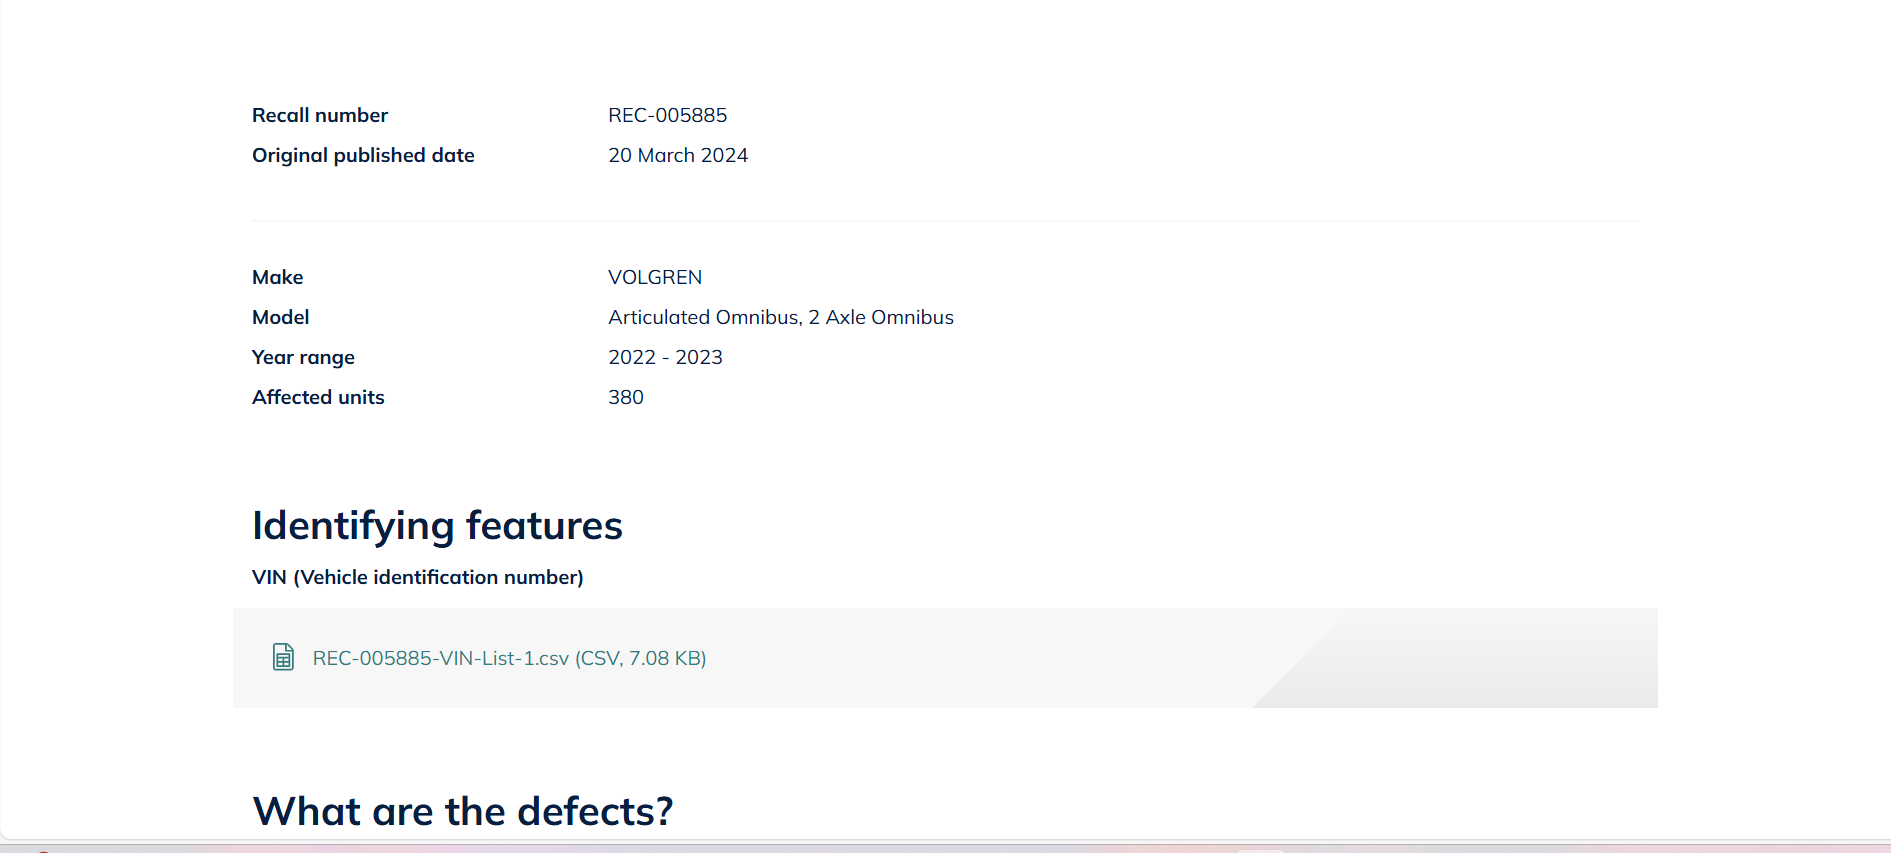 Recall number REC-005885
Original published date 20 March 2024
Make VOLGREN
Model Articulated Omnibus, 2 Axle Omnibus
Year range 2022 - 2023
Affected units 380
Identifying features
VIN (Vehicle identification number)
REC-005885-VIN-List-1.csv (CSV, 7.08 KB)
What are the defects?